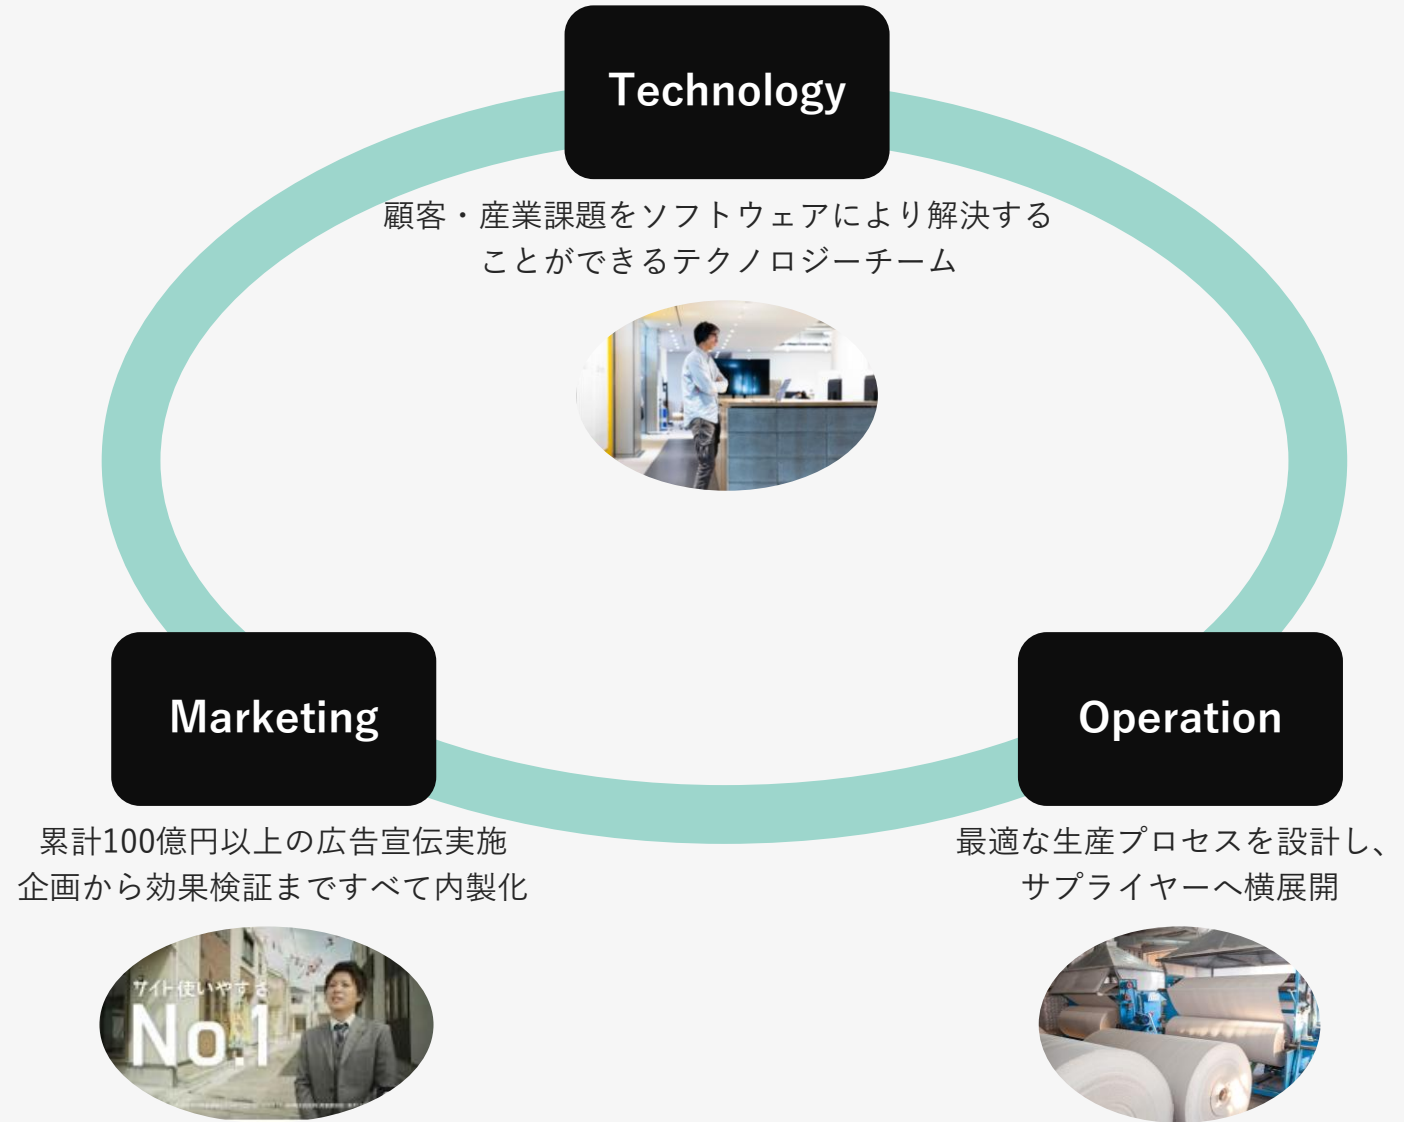 Technology
顧客・産業課題をソフトウェアにより解決する
ことができるテクノロジーチーム
Marketing
累計100億円以上の広告宣伝実施
企画から効果検証まですべて内製化
サイト使いやすさ
No.1
Operation
最適な生産プロセスを設計し、
サプライヤーへ横展開